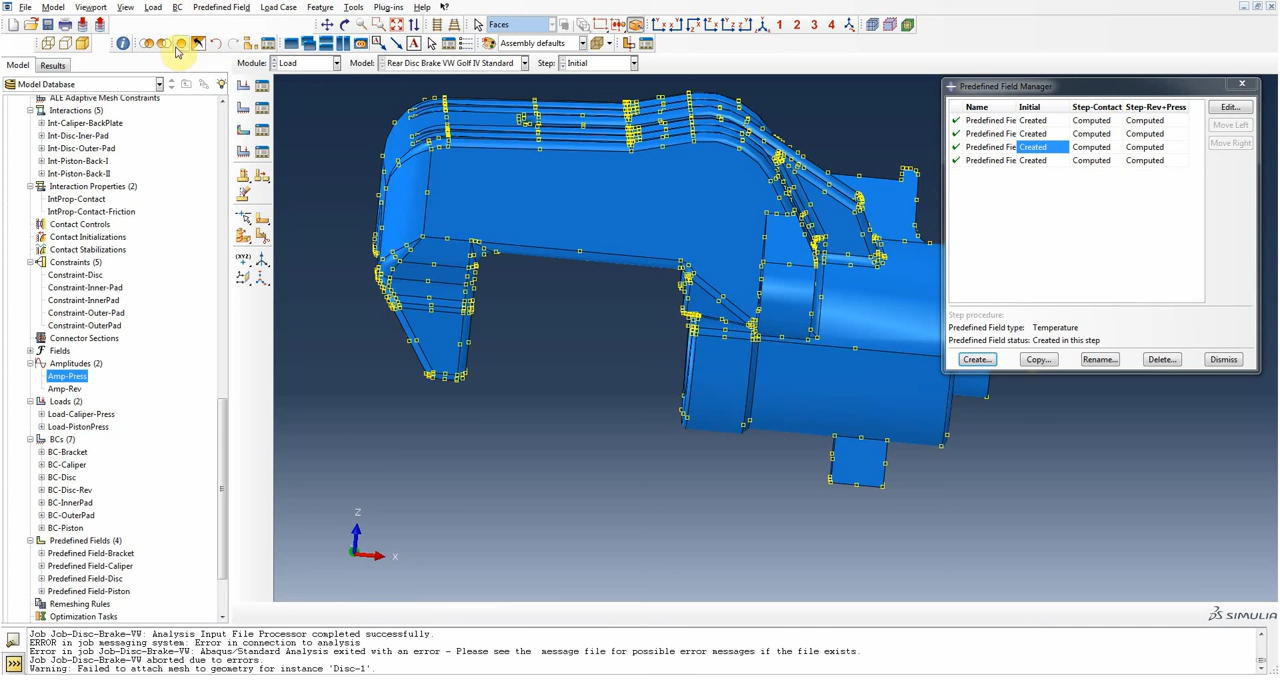 File Model Viewport View Load BC Predefined Field Load Case Feature Tools Plug-ins Help
Faces
1 2 3 4
Assembly defaults
Model Results Module: Load Model: Rear Disc Brake VW Golf IV Standard Step: Initial
Model Database
ALE Adaptive Mesh Constraints
Interactions (5)
Int-Caliper-BackPlate
Int-Disc-Iner-Pad
Int-Disc-Outer-Pad
Int-Piston-Back-I
Int-Piston-Back-II
Interaction Properties (2)
IntProp-Contact
IntProp-Contact-Friction
Contact Controls
Contact Initializations
Contact Stabilizations
Constraints (5)
Constraint-Disc
Constraint-Inner-Pad
Constraint-InnerPad
Constraint-Outer-Pad
Constraint-OuterPad
Connector Sections
Fields
Amplitudes (2)
Amp-Press
Amp-Rev
Loads (2)
Load-Caliper-Press
Load-PistonPress
BCs (7)
BC-Bracket
BC-Caliper
BC-Disc
BC-Disc-Rev
BC-InnerPad
BC-OuterPad
BC-Piston
Predefined Fields (4)
Predefined Field-Bracket
Predefined Field-Caliper
Predefined Field-Disc
Predefined Field-Piston
Remeshing Rules
Optimization Tasks
(XYZ)
Predefined Field Manager
Name Initial Step-Contact Step-Rev+Press
Predefined Fie Created Computed Computed
Predefined Fie Created Computed Computed
Predefined Fie Created Computed Computed
Predefined Fie Created Computed Computed
Edit...
Move Left
Move Right
Step procedure:
Predefined Field type: Temperature
Predefined Field status: Created in this step
Create... Copy... Rename... Delete... Dismiss
Z
X
SIMULIA
Job Job-Disc-Brake-VW: Analysis Input File Processor completed successfully.
ERROR in job messaging system: Error in connection to analysis
Error in job Job-Disc-Brake-VW: Abaqus/Standard Analysis exited with an error - Please see the message file for possible error messages if the file exists.
Job Job-Disc-Brake-VW aborted due to errors.
Warning: Failed to attach mesh to geometry for instance 'Disc-1'.
>>>